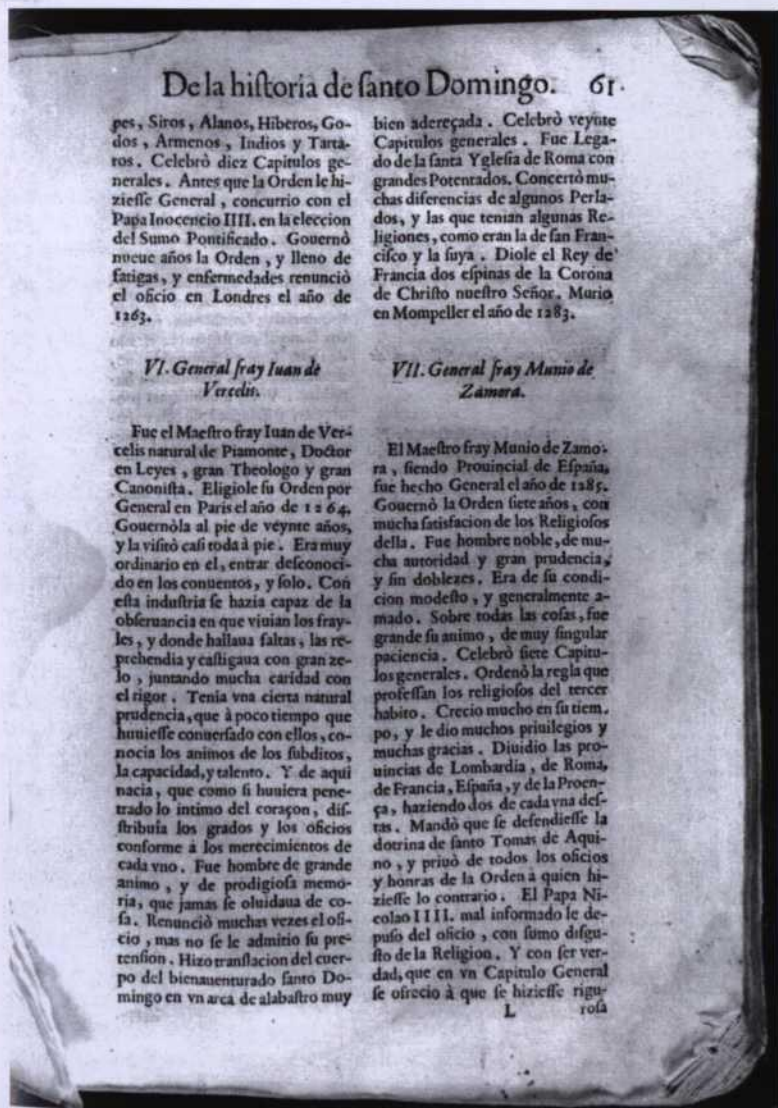 De la hiſtoria de ſanto Domingo. 61.
pes, Siros, Alanos, Hiberos, Go-
dos, Armenos, Indios y Tarta-
ros. Celebrò diez Capitulos ge-
nerales. Antes que la Orden le hi-
zieſſe General, concurrio con el
Papa Inocencio IIII. en la eleccion
del Sumo Pontificado. Gouernò
nueue años la Orden, y lleno de
fatigas, y enfermedades renunciò
el oficio en Londres el año de
1263.
VI. General fray Iuan de
Vercelis.
Fue el Maeſtro fray Iuan de Ver-
celis natural de Piamonte, Doctor
en Leyes, gran Theologo y gran
Canoniſta. Eligiole ſu Orden por
General en Paris el año de 1264.
Gouernòla al pie de veynte años,
y la viſitò caſi toda à pie. Era muy
ordinario en el, entrar deſconoci-
do en los conuentos, y ſolo. Con
eſta induſtria ſe hazia capaz de la
obſeruancia en que viuian los fray-
les, y donde hallaua faltas, las re-
prehendia y caſtigaua con gran ze-
lo, juntando mucha caridad con
el rigor. Tenia vna cierta natural
prudencia, que à poco tiempo que
huuieſſe conuerſado con ellos, co-
nocia los animos de los ſubditos,
la capacidad, y talento. Y de aqui
nacia, que como ſi huuiera pene-
trado lo intimo del coraçon, diſ-
ſtribuia los grados y los oficios
conforme à los merecimientos de
cada vno. Fue hombre de grande
animo, y de prodigioſa memo-
ria, que jamas ſe oluidaua de co-
ſa. Renunciò muchas vezes el ofi-
cio, mas no ſe le admitio ſu pre-
tenſion. Hizo tranſlacion del cuer-
po del bienauenturado ſanto Do-
mingo en vn arca de alabaſtro muy
bien adereçada. Celebrò veynte
Capitulos generales. Fue Lega-
do de la ſanta Ygleſia de Roma con
grandes Potentados. Concertò mu-
chas diferencias de algunos Perla-
dos, y las que tenian algunas Re-
ligiones, como eran la de ſan Fran-
ciſco y la ſuya. Diole el Rey de
Francia dos eſpinas de la Corona
de Chriſto nueſtro Señor. Murio
en Mompeller el año de 1283.
VII. General fray Munio de
Zamora.
El Maeſtro fray Munio de Zamo-
ra, ſiendo Prouincial de Eſpaña,
fue hecho General el año de 1285.
Gouernò la Orden ſiete años, con
mucha ſatisfacion de los Religioſos
della. Fue hombre noble, de mu-
cha autoridad y gran prudencia,
y ſin doblezes. Era de ſu condi-
cion modeſto, y generalmente a-
mado. Sobre todas las coſas, fue
grande ſu animo, de muy ſingular
paciencia. Celebrò ſiete Capitu-
los generales. Ordenò la regla que
profeſſan los religioſos del tercer
habito. Crecio mucho en ſu tiem.
po, y le dio muchos priuilegios y
muchas gracias. Diuidio las pro-
uincias de Lombardia, de Roma,
de Francia, Eſpaña, y de la Proen-
ça, haziendo dos de cada vna deſ-
tas. Mandò que ſe defendieſſe la
dotrina de ſanto Tomas de Aqui-
no, y priuò de todos los oficios
y honras de la Orden à quien hi-
zieſſe lo contrario. El Papa Ni-
colao IIII. mal informado le de-
puſo del oficio, con ſumo diſgu-
ſto de la Religion. Y con ſer ver-
dad, que en vn Capitulo General
ſe ofrecio à que ſe hizieſſe rigu-
L roſa